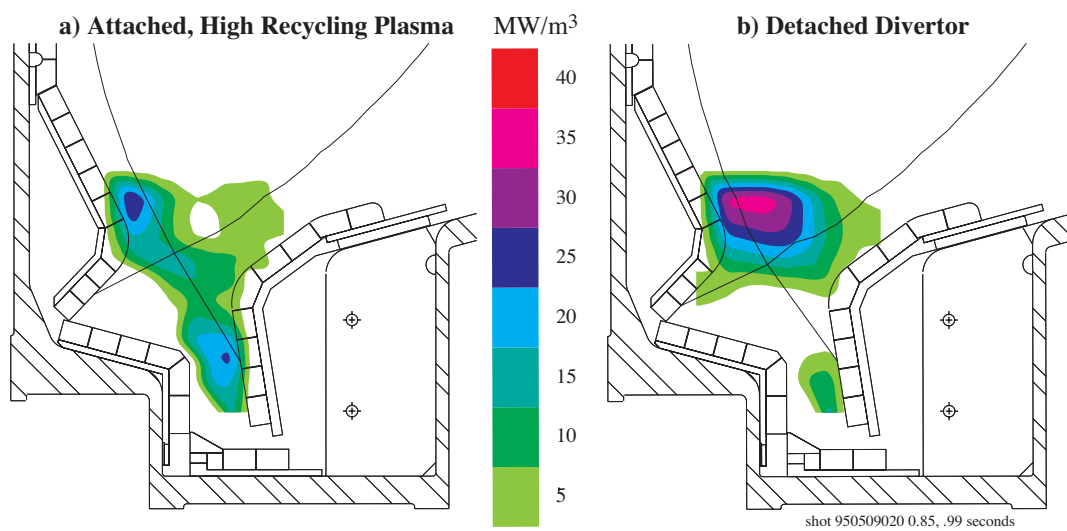 a) Attached, High Recycling Plasma
MW/m³
b) Detached Divertor
40
35
30
25
20
15
10
5
shot 950509020 0.85, .99 seconds